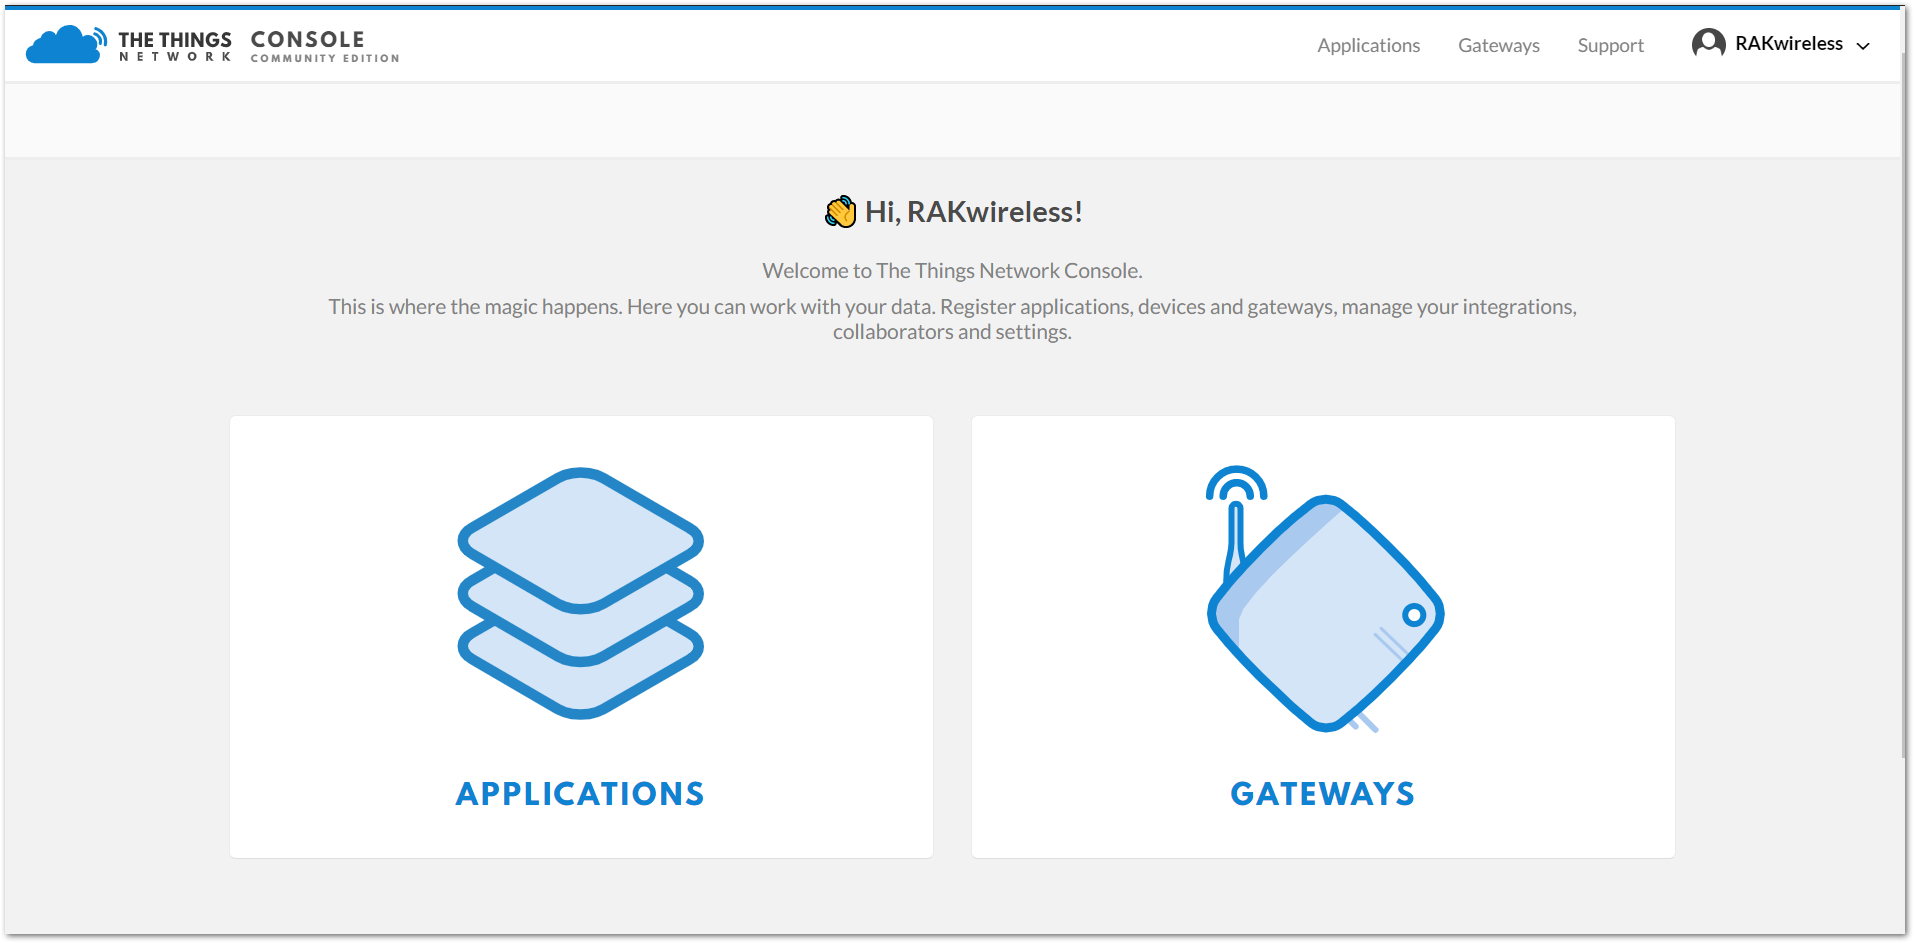 THE THINGS
NETWORK
CONSOLE
COMMUNITY EDITION
Applications
Gateways
Support
RAKwireless
Hi, RAKwireless!
Welcome to The Things Network Console.
This is where the magic happens. Here you can work with your data. Register applications, devices and gateways, manage your integrations,
collaborators and settings.
APPLICATIONS
GATEWAYS